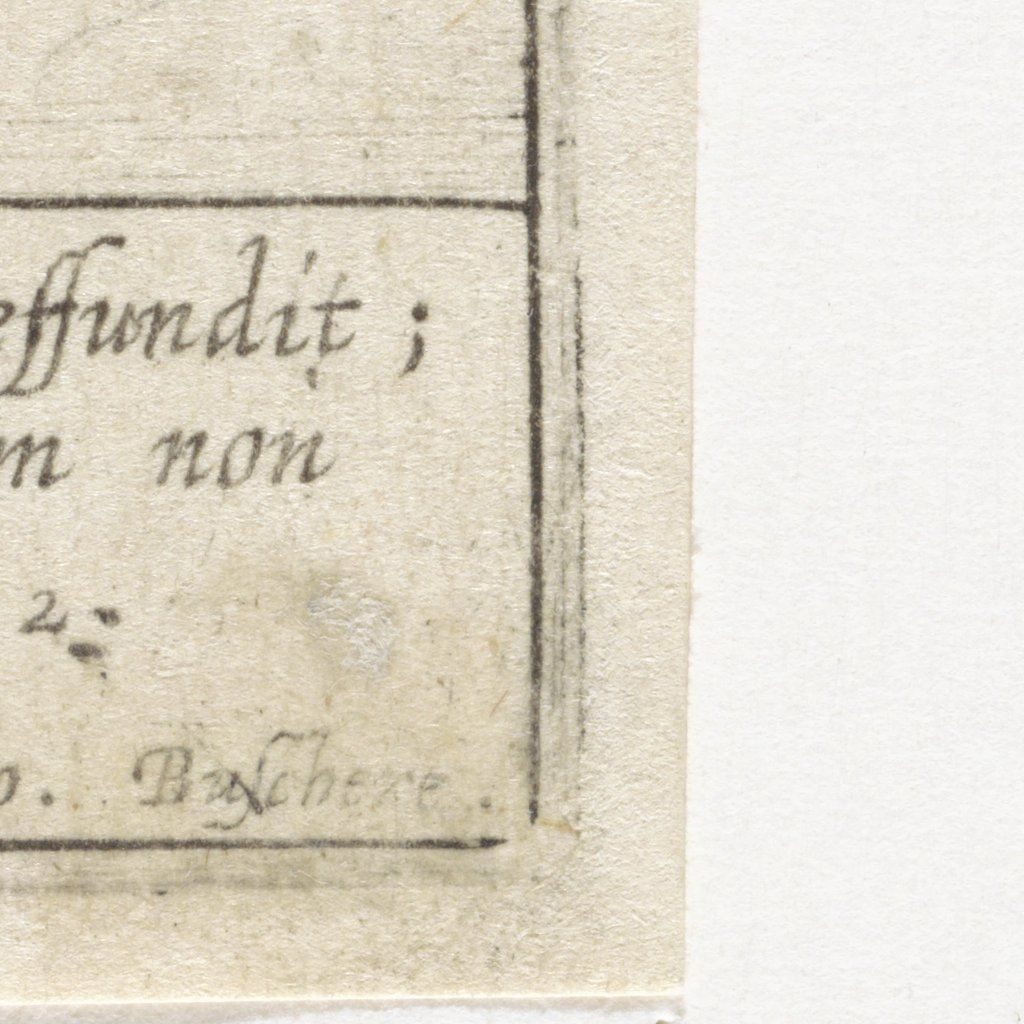 effundit ;
m non
2.
o. Buſchere.